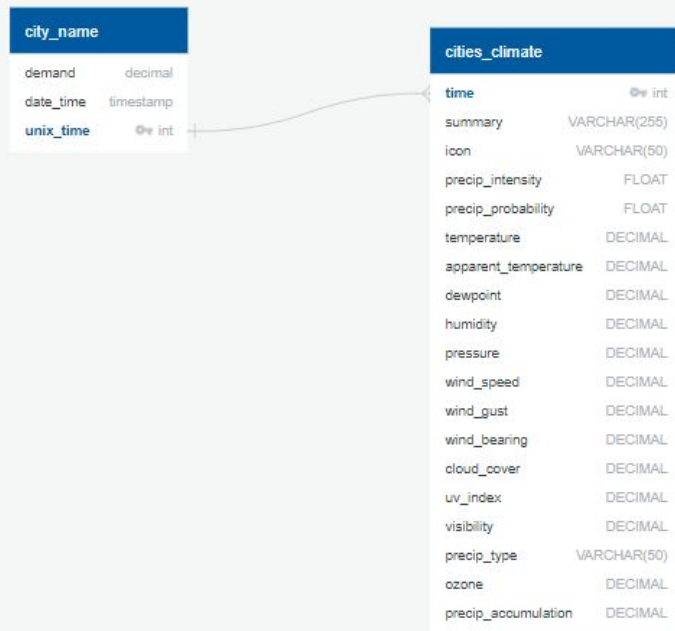 city_name
demand decimal
date_time timestamp
unix_time int
cities_climate
time int
summary VARCHAR(255)
icon VARCHAR(50)
precip_intensity FLOAT
precip_probability FLOAT
temperature DECIMAL
apparent_temperature DECIMAL
dewpoint DECIMAL
humidity DECIMAL
pressure DECIMAL
wind_speed DECIMAL
wind_gust DECIMAL
wind_bearing DECIMAL
cloud_cover DECIMAL
uv_index DECIMAL
visibility DECIMAL
precip_type VARCHAR(50)
ozone DECIMAL
precip_accumulation DECIMAL